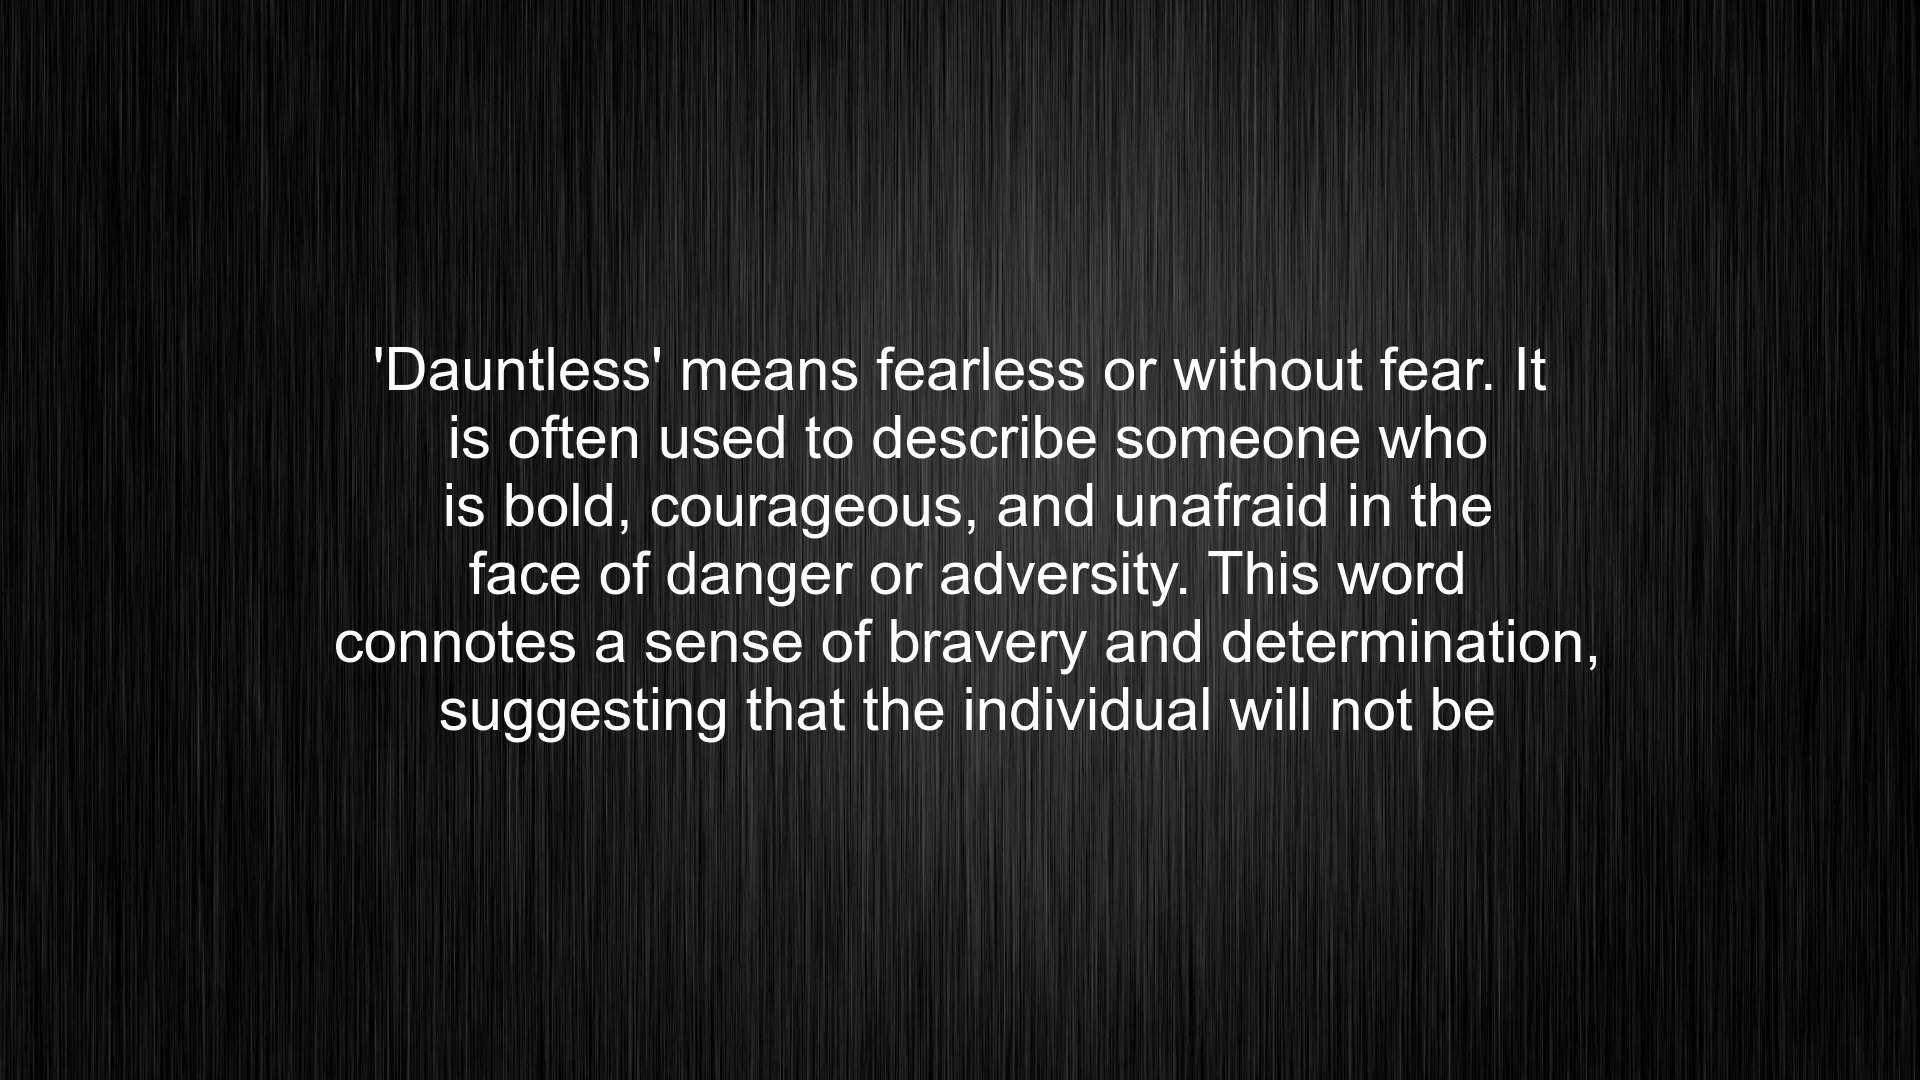 'Dauntless' means fearless or without fear. It
is often used to describe someone who
is bold, courageous, and unafraid in the
face of danger or adversity. This word
connotes a sense of bravery and determination,
suggesting that the individual will not be